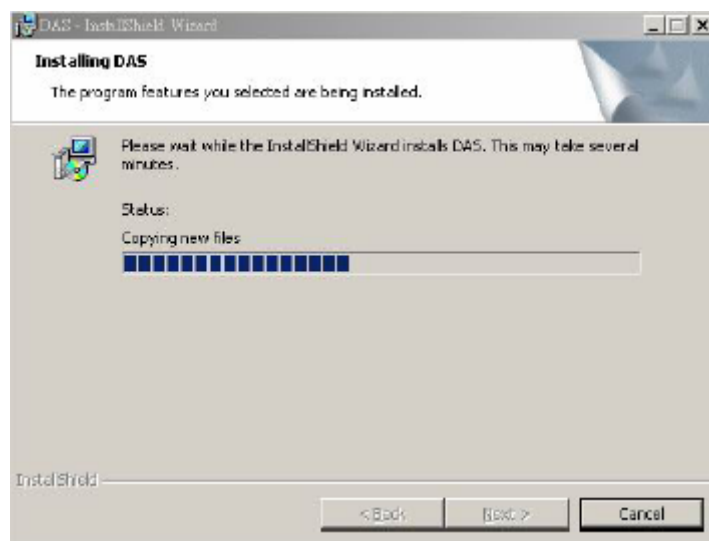 DAS - InstallShield Wizard
Installing DAS
The program features you selected are being installed.
Please wait while the InstallShield Wizard installs DAS. This may take several
minutes.
Status:
Copying new files
InstallShield
< Back
Next >
Cancel